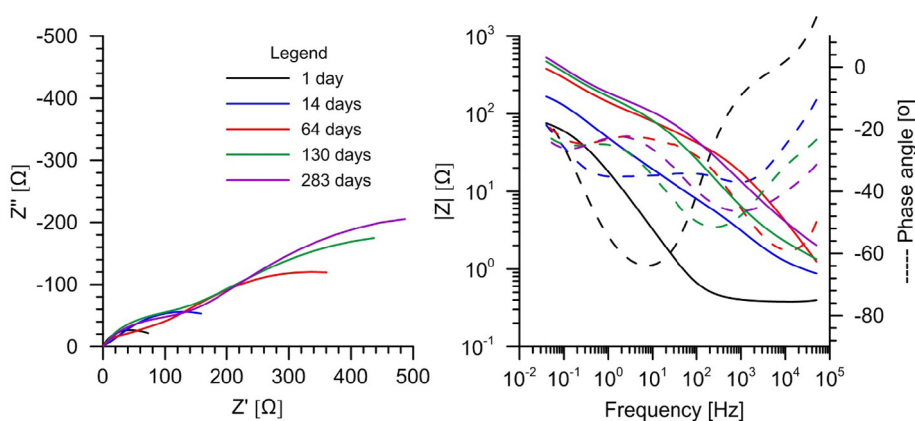 -500
-400
-300
-200
-100
0
Z'' [Ω]
0 100 200 300 400 500
Z' [Ω]
Legend
1 day
14 days
64 days
130 days
283 days
10³
10²
10¹
10⁰
10⁻¹
|Z| [Ω]
10⁻² 10⁻¹ 10⁰ 10¹ 10² 10³ 10⁴ 10⁵
Frequency [Hz]
0
-20
-40
-60
-80
----- Phase angle [º]